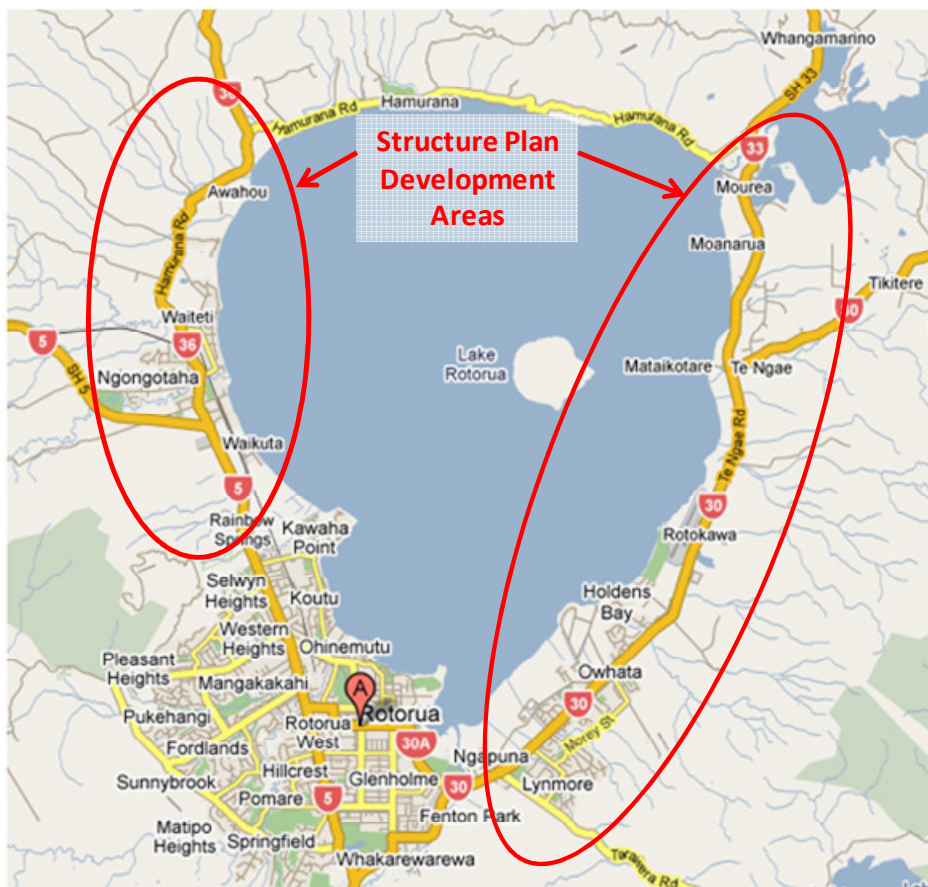 Whangamarino
SH 33
36
Hamurana
Hamurana Rd
Hamurana Rd
Structure Plan
Development
Areas
33
Mourea
Awahou
Hamurana Rd
Moanarua
Tikitere
30
Waiteti
5
36
SH 5
Ngongotaha
Lake
Rotorua
Mataikotare
Te Ngae
Te Ngae Rd
Waikuta
5
30
Rainbow
Springs
Kawaha
Point
Rotokawa
Selwyn
Heights
Koutu
Holdens
Bay
Western
Heights
Ohinemutu
Pleasant
Heights
Mangakakahi
Owhata
A
Rotorua
30
Pukehangi
Rotorua
West
30A
Morey St
Fordlands
Ngapuna
Sunnybrook
Hillcrest
Glenholme
30
Lynmore
Pomare
5
Fenton Park
Matipo
Heights
Springfield
Whakarewarewa
Tarawera Rd